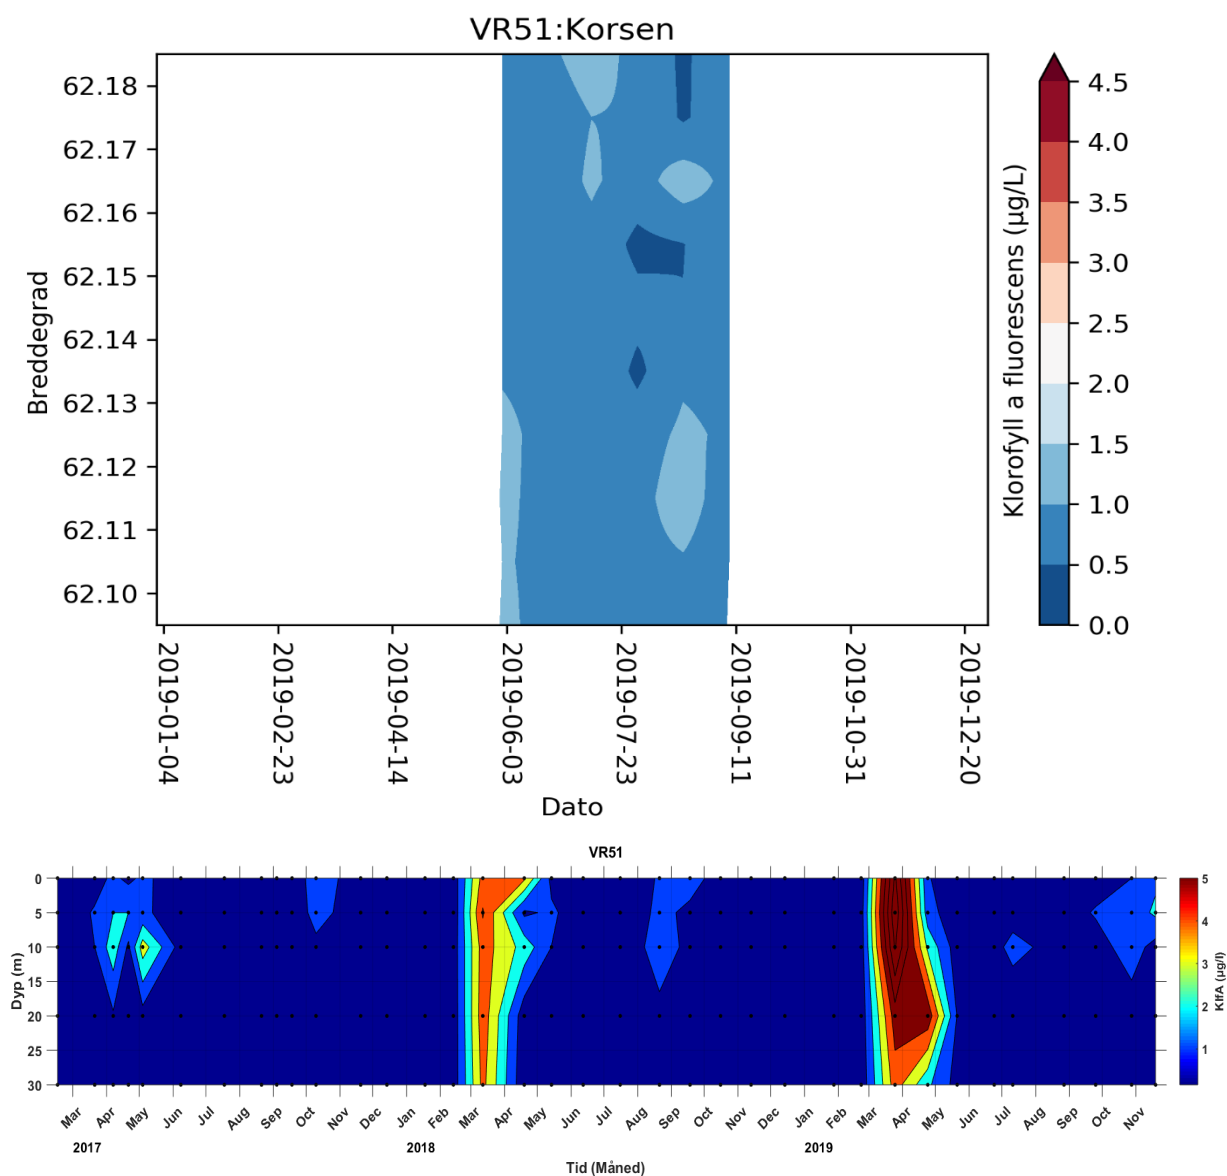 VR51:Korsen
62.18
62.17
62.16
62.15
62.14
62.13
62.12
62.11
62.10
Breddegrad
2019-01-04 2019-02-23 2019-04-14 2019-06-03 2019-07-23 2019-09-11 2019-10-31 2019-12-20
Dato
4.5
4.0
3.5
3.0
2.5
2.0
1.5
1.0
0.5
0.0
Klorofyll a fluorescens (µg/L)
VR51
0
5
10
15
20
25
30
Dyp (m)
Mar Apr May Jun Jul Aug Sep Oct Nov Dec Jan Feb Mar Apr May Jun Jul Aug Sep Oct Nov Dec Jan Feb Mar Apr May Jun Jul Aug Sep Oct Nov
2017 2018 2019
Tid (Måned)
5
4
3
2
1
KlfA (µg/l)